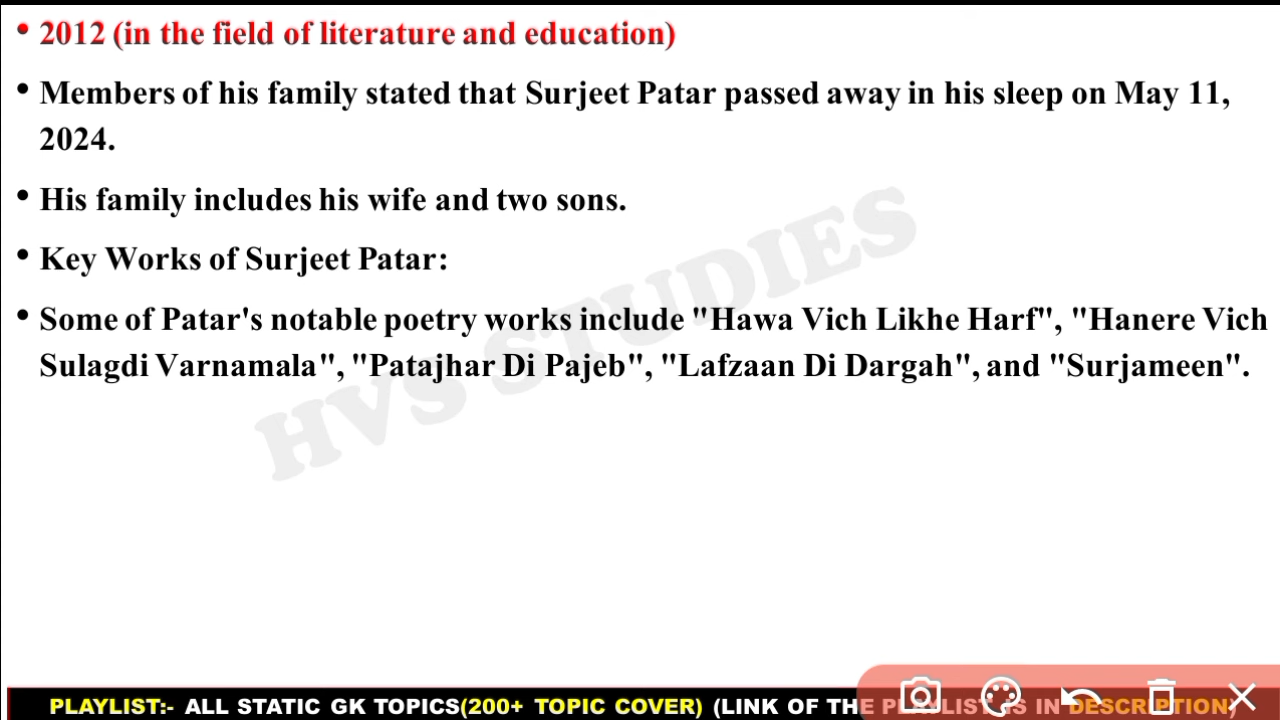 • 2012 (in the field of literature and education)
• Members of his family stated that Surjeet Patar passed away in his sleep on May 11,
2024.
• His family includes his wife and two sons.
• Key Works of Surjeet Patar:
• Some of Patar's notable poetry works include "Hawa Vich Likhe Harf", "Hanere Vich
Sulagdi Varnamala", "Patajhar Di Pajeb", "Lafzaan Di Dargah", and "Surjameen".
HVS STUDIES
PLAYLIST:- ALL STATIC GK TOPICS(200+ TOPIC COVER) (LINK OF THE PLAYLIST IS IN DESCRIPTION)